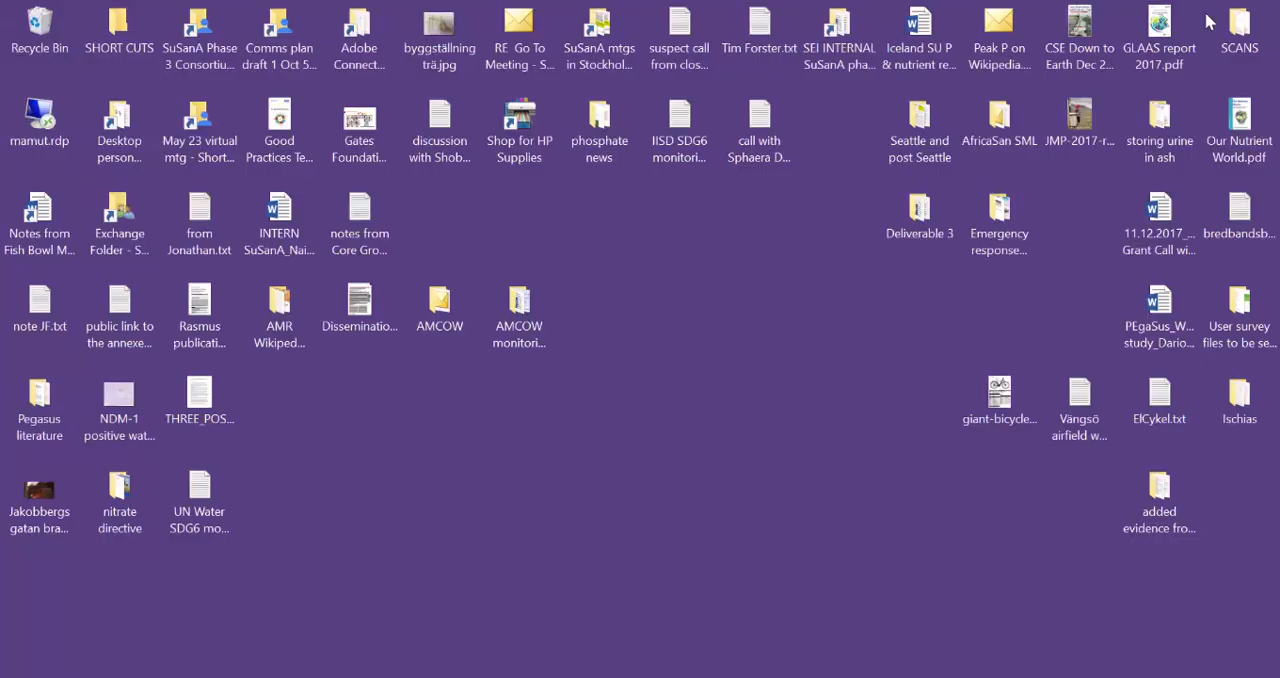 Recycle Bin
SHORT CUTS
SuSanA Phase
3 Consortiu...
Comms plan
draft 1 Oct 5...
Adobe
Connect...
byggställning
trä.jpg
RE Go To
Meeting - S...
SuSanA mtgs
in Stockhol...
suspect call
from clos...
Tim Forster.txt
SEI INTERNAL
SuSanA pha...
Iceland SU P
& nutrient re...
Peak P on
Wikipedia....
CSE Down to
Earth Dec 2...
GLAAS report
2017.pdf
SCANS
mamut.rdp
Desktop
person...
May 23 virtual
mtg - Short...
Good
Practices Te...
Gates
Foundati...
discussion
with Shob...
Shop for HP
Supplies
phosphate
news
IISD SDG6
monitori...
call with
Sphaera D...
Seattle and
post Seattle
AfricaSan SML
JMP-2017-r...
storing urine
in ash
Our Nutrient
World.pdf
Notes from
Fish Bowl M...
Exchange
Folder - S...
from
Jonathan.txt
INTERN
SuSanA_Nai...
notes from
Core Gro...
Deliverable 3
Emergency
response...
11.12.2017_...
Grant Call wi...
bredbandsb...
note JF.txt
public link to
the annexe...
Rasmus
publicati...
AMR
Wikiped...
Disseminatio...
AMCOW
AMCOW
monitori...
PEgaSus_W...
study_Dario...
User survey
files to be se...
Pegasus
literature
NDM-1
positive wat...
THREE_POS...
giant-bicycle...
Vängsö
airfield w...
ElCykel.txt
Ischias
Jakobbergs
gatan bra...
nitrate
directive
UN Water
SDG6 mo...
added
evidence fro...